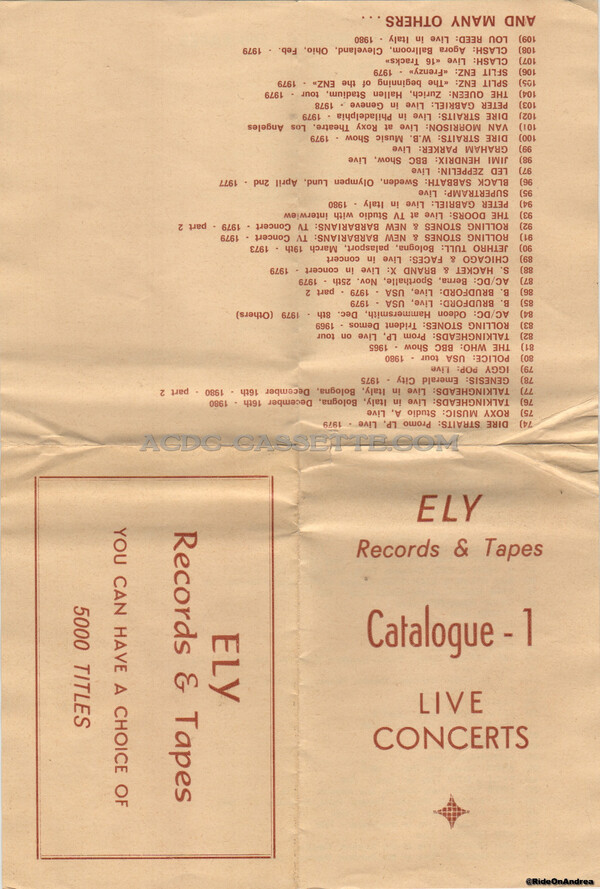 ELY
Records & Tapes
Catalogue - 1
LIVE
CONCERTS
ELY
Records & Tapes
YOU CAN HAVE A CHOICE OF
5000 TITLES
74) DIRE STRAITS: Promo LP, Live - 1979
75) ROXY MUSIC: Studio A, Live
76) TALKINGHEADS: Live in Italy, Bologna, December 16th 1980
77) TALKINGHEADS: Live in Italy, Bologna, December 16th - 1980 - part 2
78) GENESIS: Emerald City - 1975
79) IGGY POP: Live
80) POLICE: USA tour - 1980
81) THE WHO: BBC Show - 1965
82) TALKINGHEADS: Prom LP, Live on tour
83) ROLLING STONES: Trident Demos - 1969
84) AC/DC: Odeon Hammersmith, Dec. 8th - 1979 (Others)
85) B. BRUDFORD: Live, USA - 1979
86) B. BRUDFORD: Live, USA - 1979 - part 2
87) AC/DC: Berna, Sporthalle, Nov. 25th - 1979
88) S. HACKET & BRAND X: Live in concert - 1979
89) CHICAGO & FACES: Live in concert
90) JETHRO TULL: Bologna, palasport, March 19th - 1973
91) ROLLING STONES & NEW BARBARIANS: TV Concert - 1979
92) ROLLING STONES & NEW BARBARIANS: TV Concert - 1979 - part 2
93) THE DOORS: Live at TV Studio with interwiew
94) PETER GABRIEL: Live in Italy - 1980
95) SUPERTRAMP: Live
96) BLACK SABBATH: Sweden, Olympen Lund, April 2nd - 1977
97) LED ZEPPELIN: Live
98) JIMI HENDRIX: BBC Show, Live
99) GRAHAM PARKER: Live
100) DIRE STRAITS: W.B. Music Show - 1979
101) VAN MORRISON: Live at Roxy Theatre, Los Angeles
102) DIRE STRAITS: Live in Philadelphia - 1979
103) PETER GABRIEL: Live in Geneve - 1978
104) THE QUEEN: Zurich, Hallen Stadium, tour - 1979
105) SPLIT ENZ: «The beginning of the ENZ» - 1979
106) SPLIT ENZ: «Frenzy» - 1979
107) CLASH: Live «16 Tracks»
108) CLASH: Agora Ballroom, Cleveland, Ohio, Feb. - 1979
109) LOU REED: Live in Italy - 1980
AND MANY OTHERS ...
ACDC-CASSETTE.COM
@RideOnAndrea